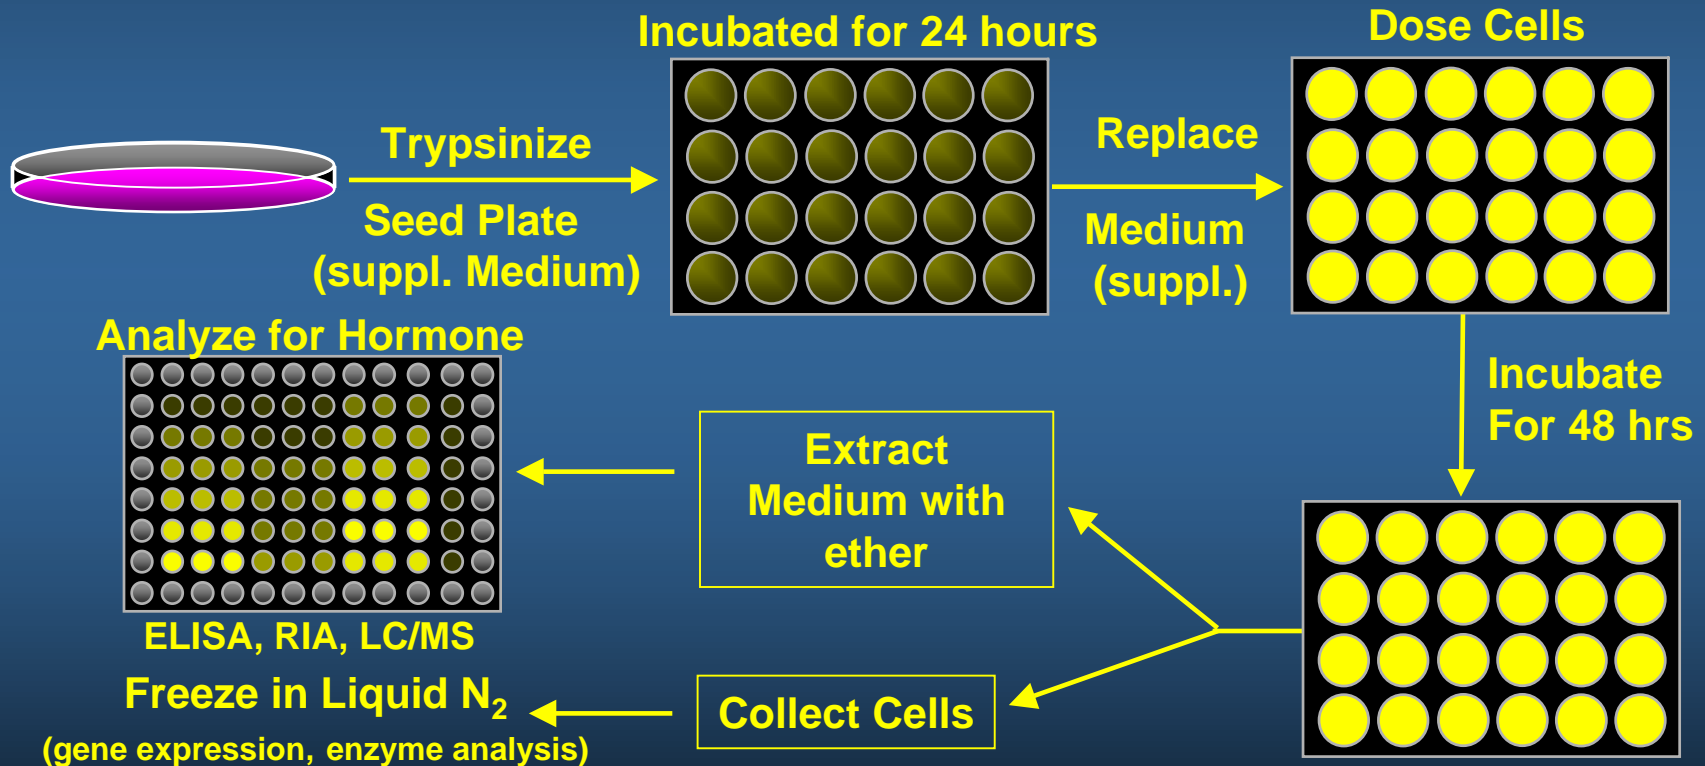 Incubated for 24 hours
Dose Cells
Trypsinize
Seed Plate
(suppl. Medium)
Replace
Medium
(suppl.)
Incubate
For 48 hrs
Extract
Medium with
ether
Collect Cells
Analyze for Hormone
ELISA, RIA, LC/MS
Freeze in Liquid N₂
(gene expression, enzyme analysis)